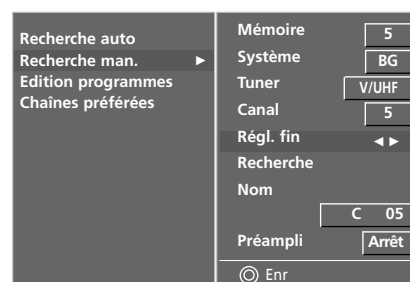 Recherche auto
Recherche man. ►
Edition programmes
Chaînes préférées
Mémoire 5
Système BG
Tuner V/UHF
Canal 5
Régl. fin ◄ ►
Recherche
Nom
C 05
Préampli Arrêt
Enr